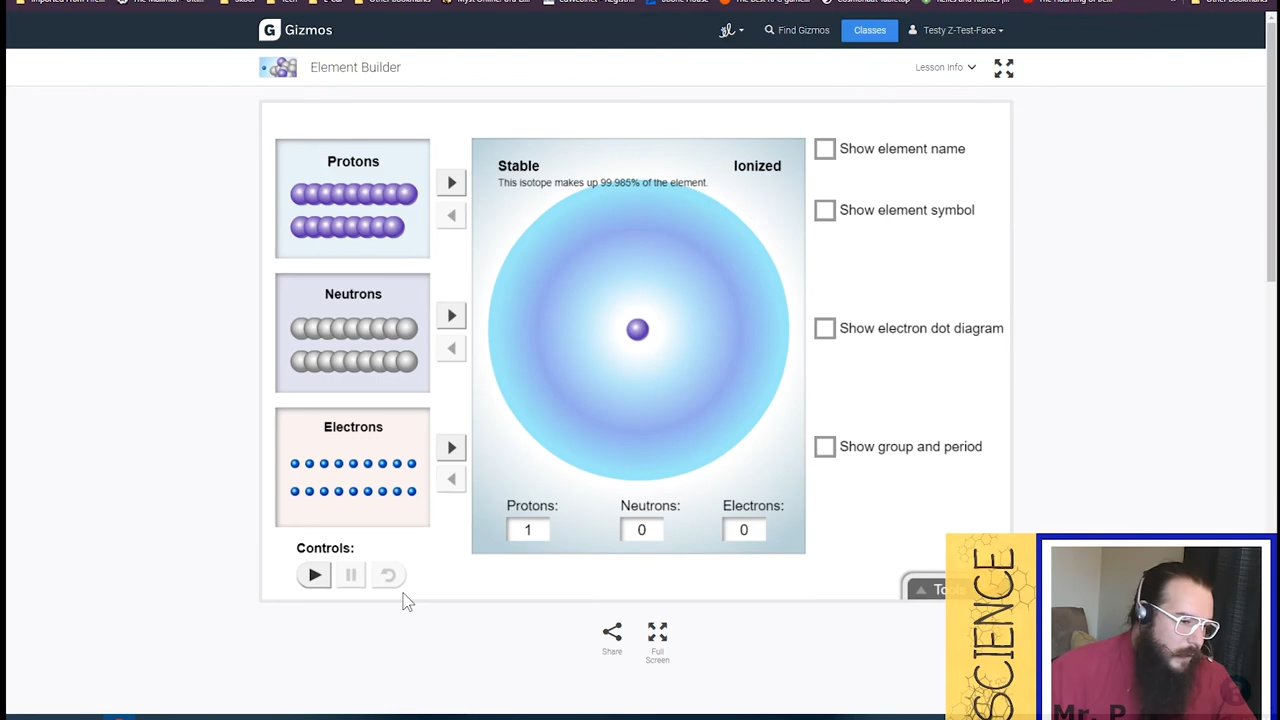 G Gizmos
Find Gizmos
Classes
Testy Z-Test-Face
Element Builder
Lesson Info
Protons
Neutrons
Electrons
Controls:
Stable
Ionized
This isotope makes up 99.985% of the element.
Protons:
Neutrons:
Electrons:
1
0
0
Show element name
Show element symbol
Show electron dot diagram
Show group and period
Share
Full
Screen
SCIENCE
Mr. P